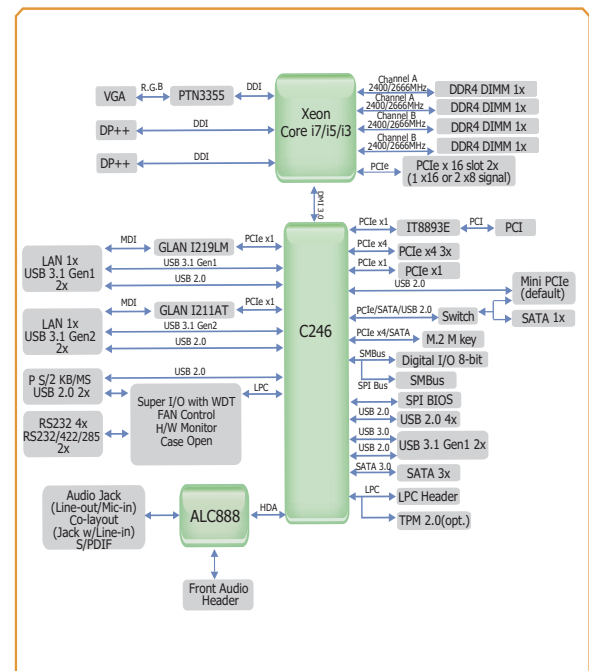 VGA
R.G.B
PTN3355
DDI
DP++
DDI
DP++
DDI
Xeon
Core i7/i5/i3
Channel A
2400/2666MHz
DDR4 DIMM 1x
Channel A
2400/2666MHz
DDR4 DIMM 1x
Channel B
2400/2666MHz
DDR4 DIMM 1x
Channel B
2400/2666MHz
DDR4 DIMM 1x
PCIe
PCIe x 16 slot 2x
(1 x16 or 2 x8 signal)
DMI 3.0
C246
LAN 1x
USB 3.1 Gen1
2x
MDI
GLAN I219LM
PCIe x1
USB 3.1 Gen1
USB 2.0
LAN 1x
USB 3.1 Gen2
2x
MDI
GLAN I211AT
PCIe x1
USB 3.1 Gen2
USB 2.0
P S/2 KB/MS
USB 2.0 2x
USB 2.0
RS232 4x
RS232/422/285
2x
Super I/O with WDT
FAN Control
H/W Monitor
Case Open
LPC
Audio Jack
(Line-out/Mic-in)
Co-layout
(Jack w/Line-in)
S/PDIF
ALC888
HDA
Front Audio
Header
PCIe x1
IT8893E
PCI
PCI
PCIe x4
PCIe x4 3x
PCIe x1
PCIe x1
USB 2.0
Mini PCIe
(default)
PCIe/SATA/USB 2.0
Switch
SATA 1x
PCIe x4/SATA
M.2 M key
SMBus
Digital I/O 8-bit
SMBus
SPI Bus
SPI BIOS
USB 2.0
USB 2.0 4x
USB 3.0
USB 2.0
USB 3.1 Gen1 2x
SATA 3.0
SATA 3x
LPC
LPC Header
TPM 2.0(opt.)